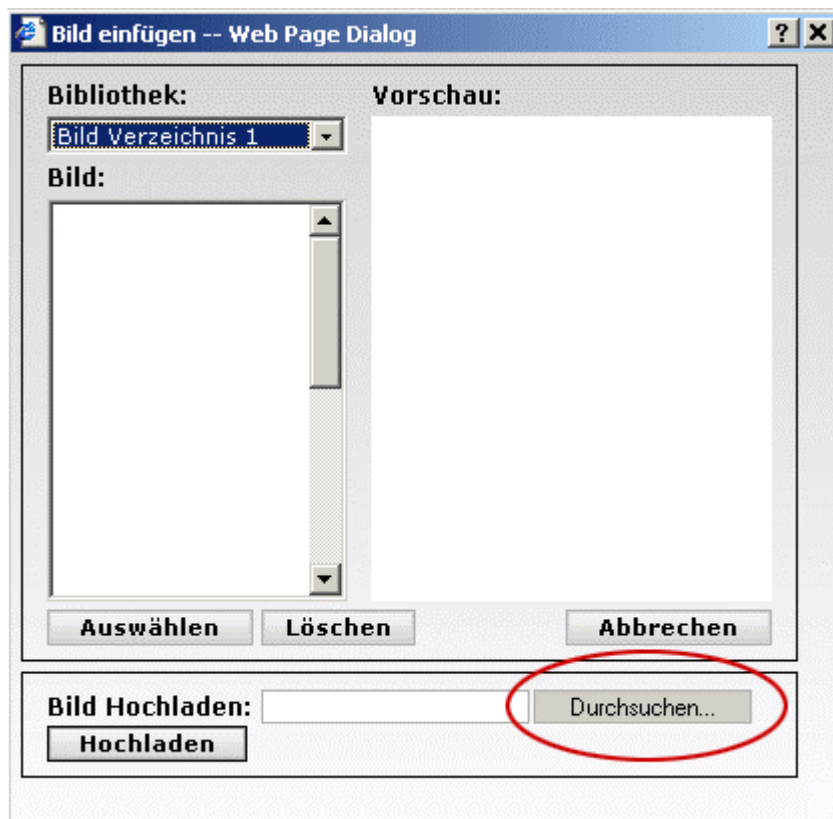 Bild einfügen -- Web Page Dialog
Bibliothek:
Vorschau:
Bild Verzeichnis 1
Bild:
Auswählen
Löschen
Abbrechen
Bild Hochladen:
Durchsuchen...
Hochladen